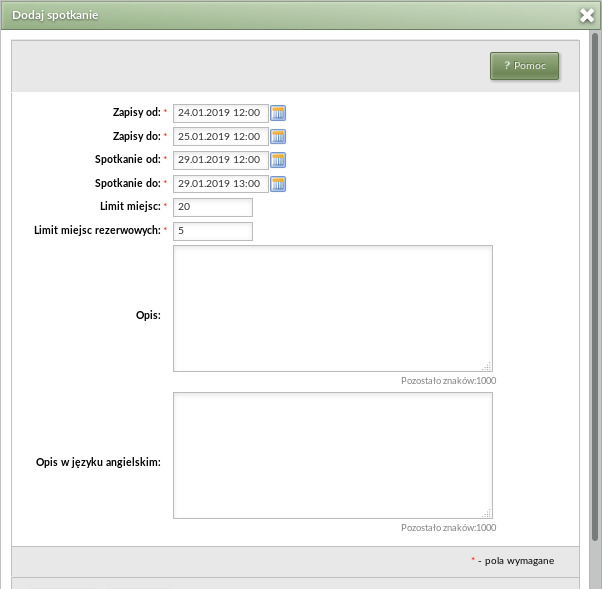 Dodaj spotkanie
? Pomoc
Zapisy od: * 24.01.2019 12:00
Zapisy do: * 25.01.2019 12:00
Spotkanie od: * 29.01.2019 12:00
Spotkanie do: * 29.01.2019 13:00
Limit miejsc: * 20
Limit miejsc rezerwowych: * 5
Opis:
Pozostało znaków:1000
Opis w języku angielskim:
Pozostało znaków:1000
* - pola wymagane